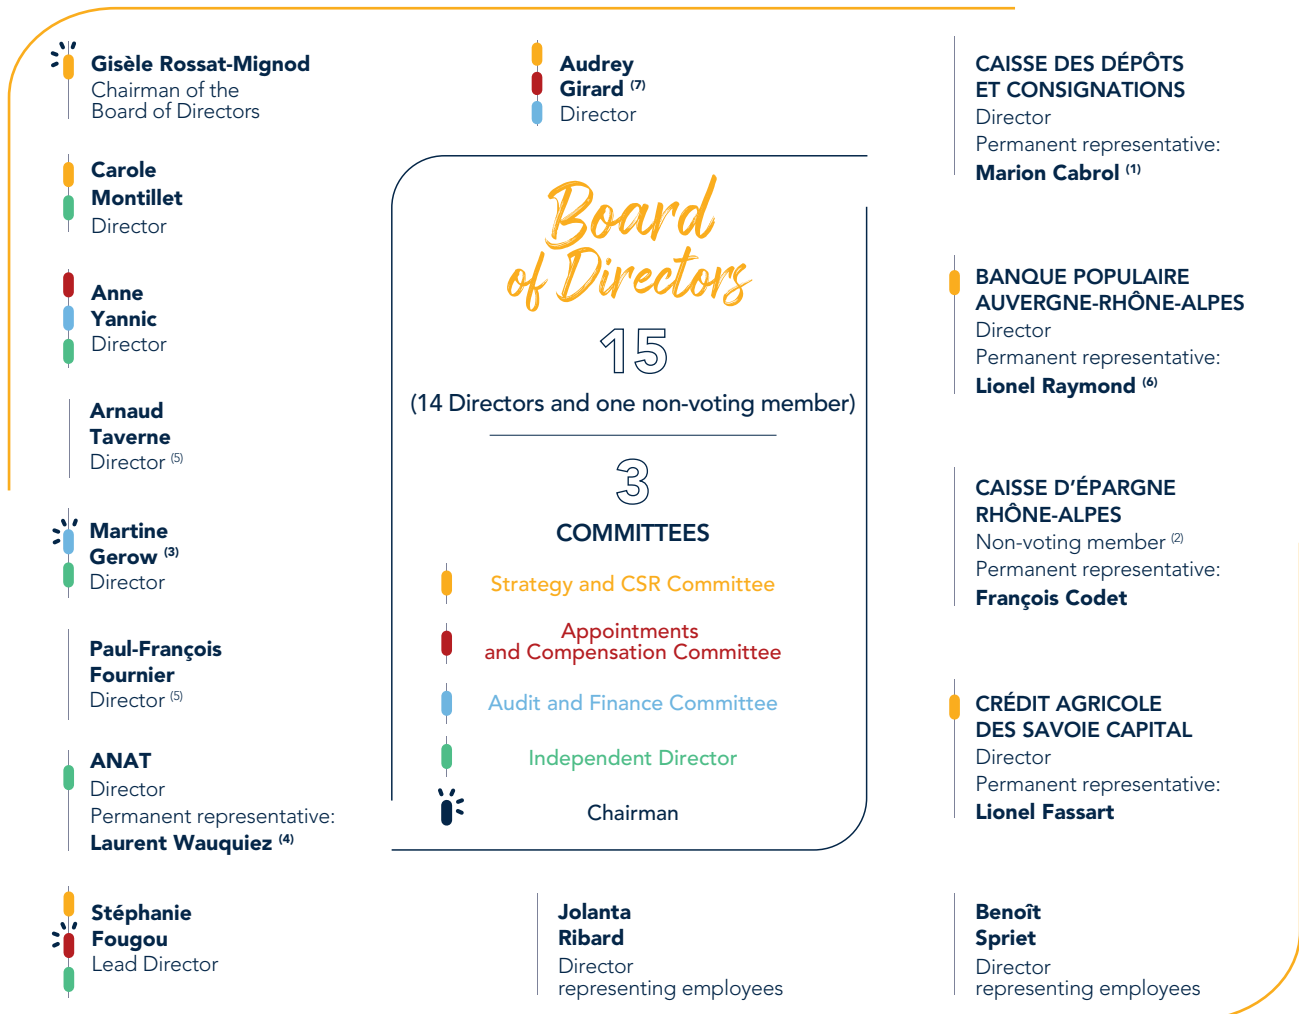 Gisèle Rossat-Mignod
Chairman of the
Board of Directors
Carole
Montillet
Director
Anne
Yannic
Director
Arnaud
Taverne
Director (5)
Martine
Gerow (3)
Director
Paul-François
Fournier
Director (5)
ANAT
Director
Permanent representative:
Laurent Wauquiez (4)
Stéphanie
Fougou
Lead Director
Audrey
Girard (7)
Director
Board
of Directors
15
(14 Directors and one non-voting member)
3
COMMITTEES
Strategy and CSR Committee
Appointments
and Compensation Committee
Audit and Finance Committee
Independent Director
Chairman
Jolanta
Ribard
Director
representing employees
CAISSE DES DÉPÔTS
ET CONSIGNATIONS
Director
Permanent representative:
Marion Cabrol (1)
BANQUE POPULAIRE
AUVERGNE-RHÔNE-ALPES
Director
Permanent representative:
Lionel Raymond (6)
CAISSE D’ÉPARGNE
RHÔNE-ALPES
Non-voting member (2)
Permanent representative:
François Codet
CRÉDIT AGRICOLE
DES SAVOIE CAPITAL
Director
Permanent representative:
Lionel Fassart
Benoît
Spriet
Director
representing employees